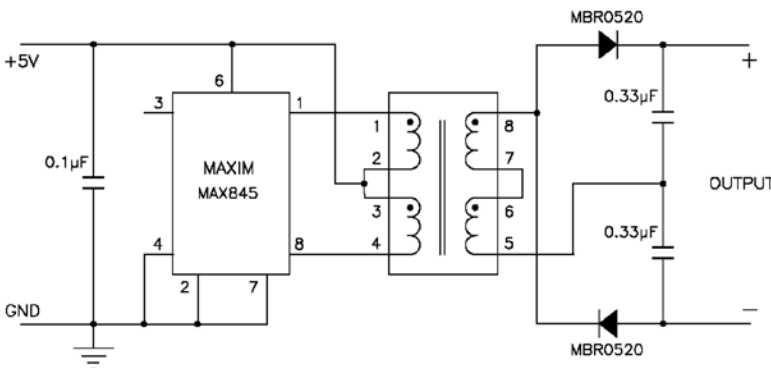 MBR0520
+5V
+
6
3
1
0.33µF
0.1µF
MAXIM
MAX845
1
8
2
7
OUTPUT
3
6
0.33µF
4
8
4
5
2
7
GND
−
MBR0520